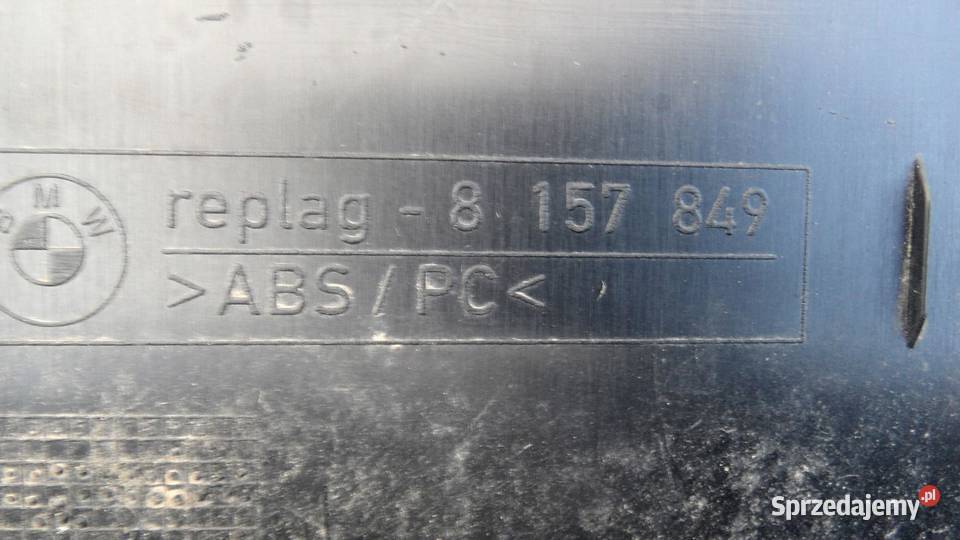 BMW
replag - 8 157 849
>ABS/PC<
Sprzedajemy.pl